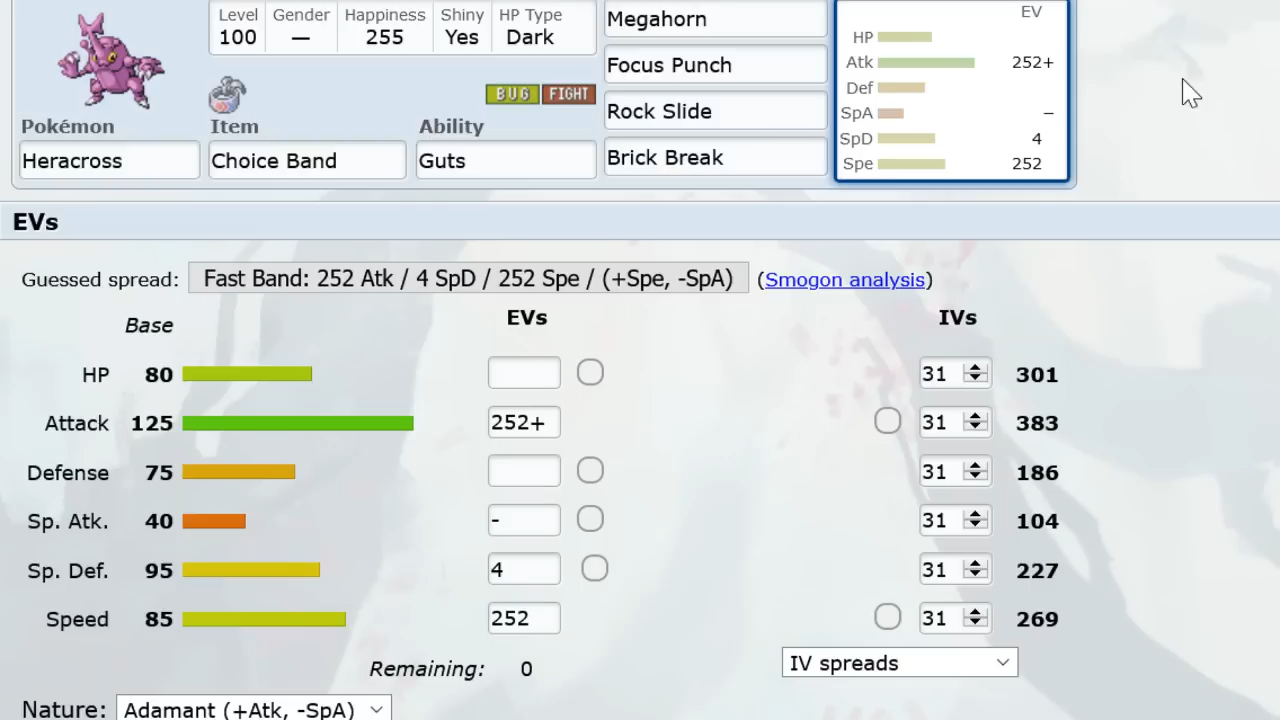 Level Gender Happiness Shiny HP Type
100 — 255 Yes Dark
BUG FIGHT
Pokémon Item Ability
Heracross Choice Band Guts
Megahorn
Focus Punch
Rock Slide
Brick Break
EV
HP
Atk 252+
Def
SpA –
SpD 4
Spe 252
EVs
Guessed spread: Fast Band: 252 Atk / 4 SpD / 252 Spe / (+Spe, -SpA) (Smogon analysis)
Base EVs IVs
HP 80 31 301
Attack 125 252+ 31 383
Defense 75 31 186
Sp. Atk. 40 - 31 104
Sp. Def. 95 4 31 227
Speed 85 252 31 269
Remaining: 0 IV spreads
Nature: Adamant (+Atk, -SpA)